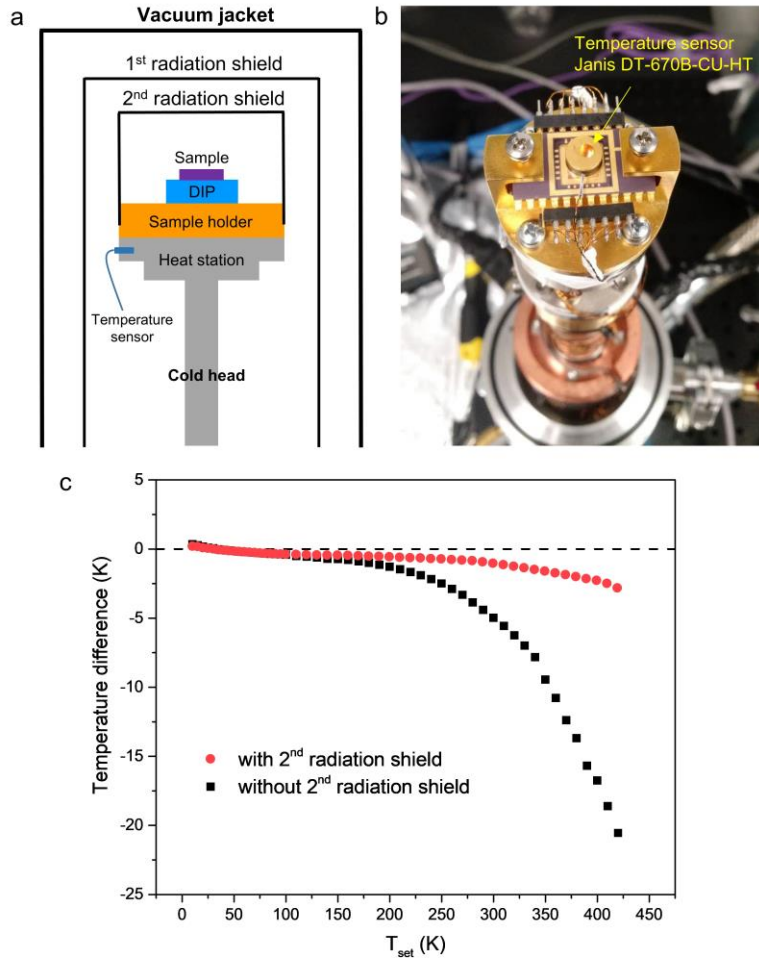 a
Vacuum jacket
1st radiation shield
2nd radiation shield
Sample
DIP
Sample holder
Heat station
Temperature
sensor
Cold head
b
Temperature sensor
Janis DT-670B-CU-HT
c
5
0
-5
-10
-15
-20
-25
Temperature difference (K)
with 2nd radiation shield
without 2nd radiation shield
0 50 100 150 200 250 300 350 400 450
Tset (K)